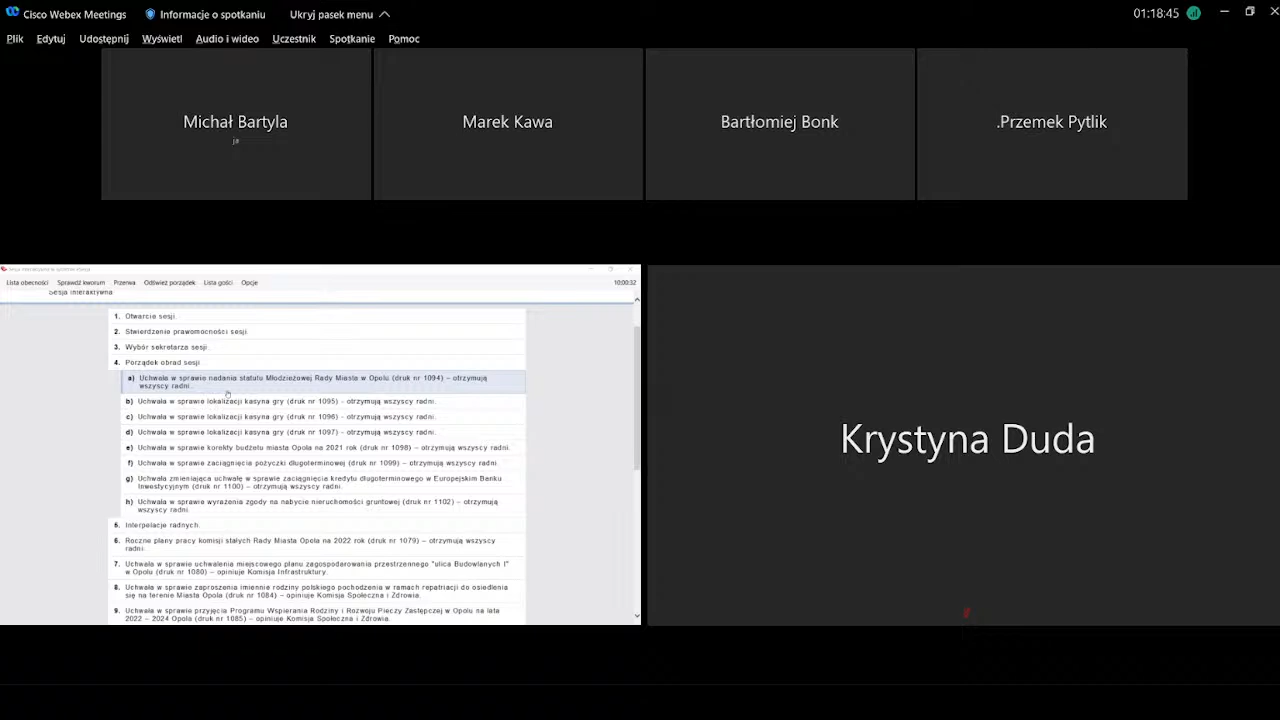 Cisco Webex Meetings
Informacje o spotkaniu
Ukryj pasek menu
01:18:45
Plik
Edytuj
Udostępnij
Wyświetl
Audio i wideo
Uczestnik
Spotkanie
Pomoc
Michał Bartyla
ja
Marek Kawa
Bartłomiej Bonk
.Przemek Pytlik
Lista obecności
Sprawdź kworum
Przerwa
Odśwież porządek
Lista gości
Opcje
10:00:32
Sesja interaktywna
1. Otwarcie sesji.
2. Stwierdzenie prawomocności sesji.
3. Wybór sekretarza sesji.
4. Porządek obrad sesji
a) Uchwała w sprawie nadania statutu Młodzieżowej Rady Miasta w Opolu (druk nr 1094) – otrzymują
wszyscy radni.
b) Uchwała w sprawie lokalizacji kasyna gry (druk nr 1095) - otrzymują wszyscy radni.
c) Uchwała w sprawie lokalizacji kasyna gry (druk nr 1096) - otrzymują wszyscy radni.
d) Uchwała w sprawie lokalizacji kasyna gry (druk nr 1097) - otrzymują wszyscy radni.
e) Uchwała w sprawie korekty budżetu miasta Opola na 2021 rok (druk nr 1098) – otrzymują wszyscy radni.
f) Uchwała w sprawie zaciągnięcia pożyczki długoterminowej (druk nr 1099) – otrzymują wszyscy radni.
g) Uchwała zmieniająca uchwałę w sprawie zaciągnięcia kredytu długoterminowego w Europejskim Banku
Inwestycyjnym (druk nr 1100) – otrzymują wszyscy radni.
h) Uchwała w sprawie wyrażenia zgody na nabycie nieruchomości gruntowej (druk nr 1102) – otrzymują
wszyscy radni.
5. Interpelacje radnych.
6. Roczne plany pracy komisji stałych Rady Miasta Opola na 2022 rok (druk nr 1079) – otrzymują wszyscy
radni.
7. Uchwała w sprawie uchwalenia miejscowego planu zagospodarowania przestrzennego "ulica Budowlanych I"
w Opolu (druk nr 1080) – opiniuje Komisja Infrastruktury.
8. Uchwała w sprawie zaproszenia imiennie rodziny polskiego pochodzenia w ramach repatriacji do osiedlenia
się na terenie Miasta Opola (druk nr 1084) – opiniuje Komisja Społeczna i Zdrowia.
9. Uchwała w sprawie przyjęcia Programu Wspierania Rodziny i Rozwoju Pieczy Zastępczej w Opolu na lata
2022 – 2024 Opola (druk nr 1085) – opiniuje Komisja Społeczna i Zdrowia.
Krystyna Duda